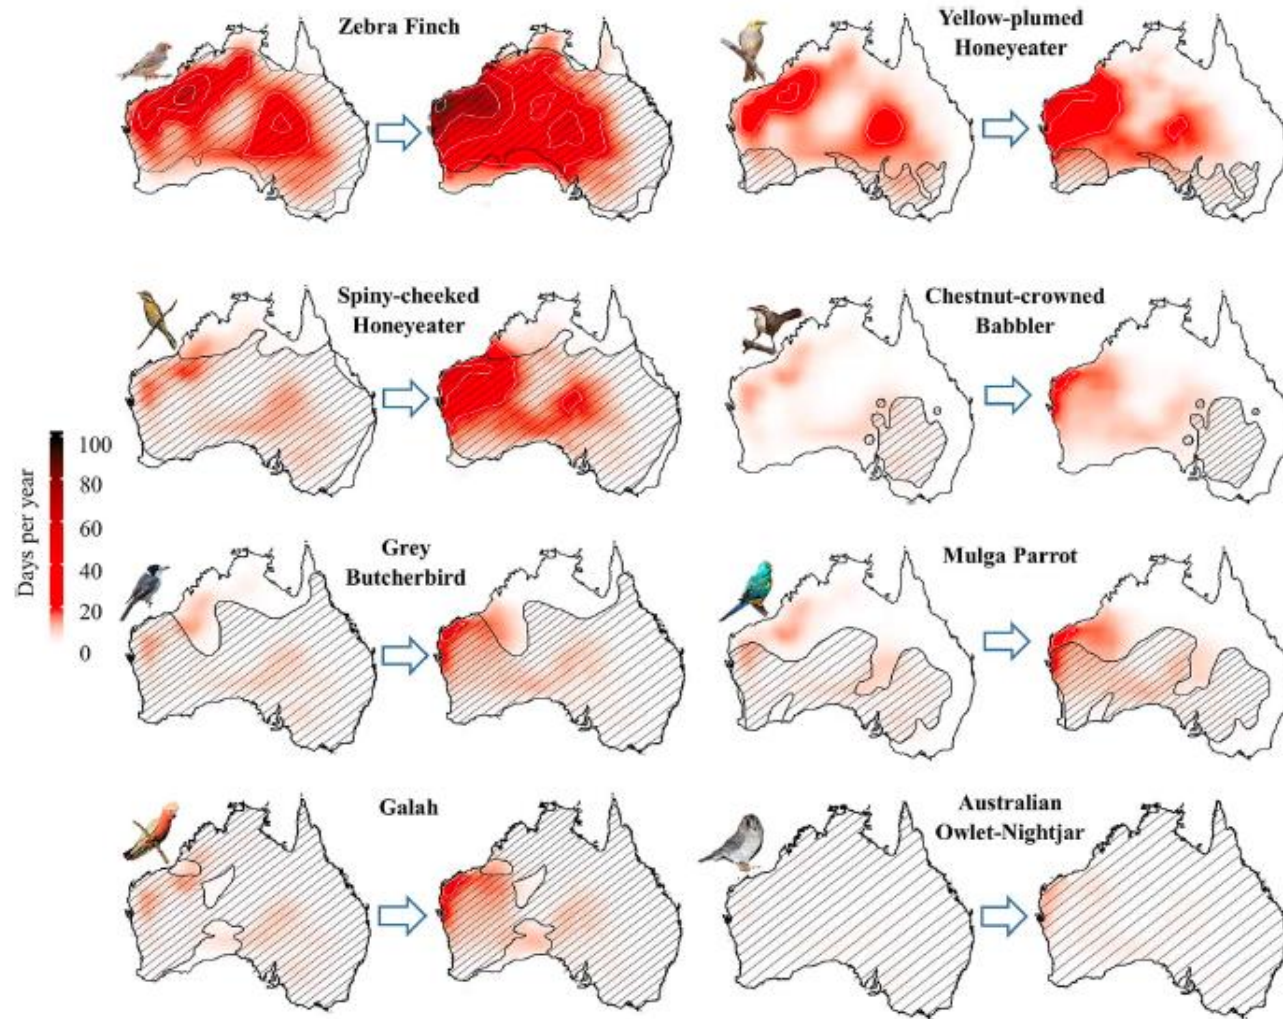 Zebra Finch
Yellow-plumed
Honeyeater
Spiny-cheeked
Honeyeater
Chestnut-crowned
Babbler
Days per year
100
80
60
40
20
0
Grey
Butcherbird
Mulga Parrot
Galah
Australian
Owlet-Nightjar